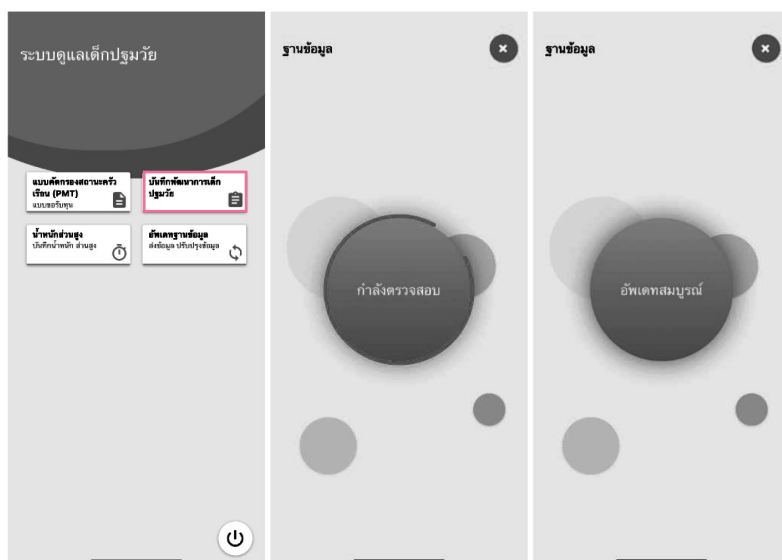 ระบบดูแลเด็กปฐมวัย
แบบคัดกรองสถานะครัว
เรือน (PMT)
แบบขอรับทุน
บันทึกพัฒนาการเด็ก
ปฐมวัย
น้ำหนักส่วนสูง
บันทึกน้ำหนัก ส่วนสูง
อัพเดทฐานข้อมูล
ส่งข้อมูล ปรับปรุงข้อมูล
ฐานข้อมูล
กำลังตรวจสอบ
ฐานข้อมูล
อัพเดทสมบูรณ์